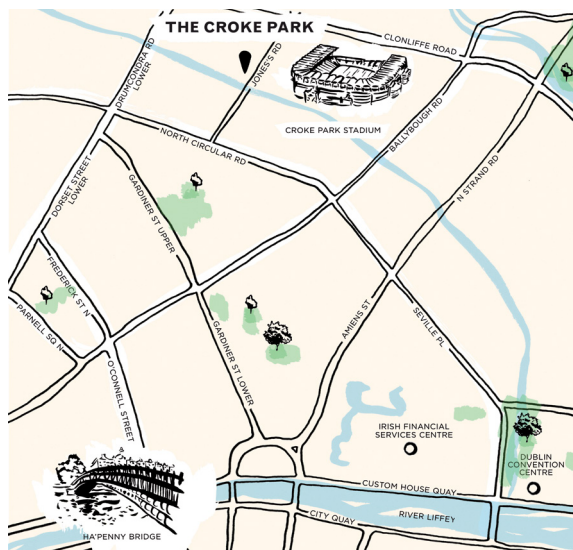 THE CROKE PARK
CLONLIFFE ROAD
DRUMCONDRA RD
LOWER
JONES'S RD
CROKE PARK STADIUM
BALLYBOUGH RD
NORTH CIRCULAR RD
N STRAND RD
DORSET STREET
LOWER
GARDINER ST UPPER
FREDERICK ST N
PARNELL SQ N
O'CONNELL STREET
GARDINER ST LOWER
AMIENS ST
SEVILLE PL
IRISH FINANCIAL
SERVICES CENTRE
DUBLIN
CONVENTION
CENTRE
CUSTOM HOUSE QUAY
CITY QUAY
RIVER LIFFEY
HA'PENNY BRIDGE